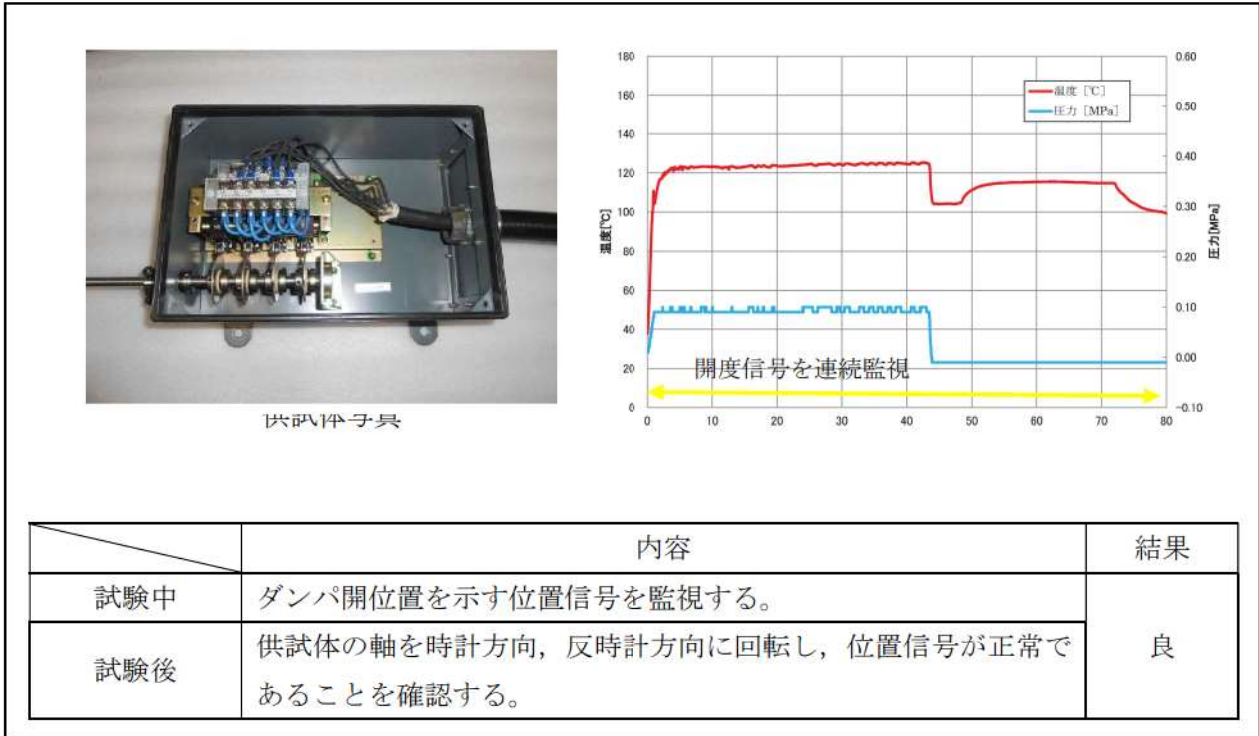 180
160
140
120
100
80
60
40
20
0
温度[℃]
0.60
0.50
0.40
0.30
0.20
0.10
0.00
-0.10
圧力[MPa]
温度 [℃]
圧力 [MPa]
開度信号を連続監視
0 10 20 30 40 50 60 70 80
供試体写真
内容 結果
試験中 ダンパ開位置を示す位置信号を監視する。
試験後 供試体の軸を時計方向,反時計方向に回転し,位置信号が正常で
あることを確認する。
良